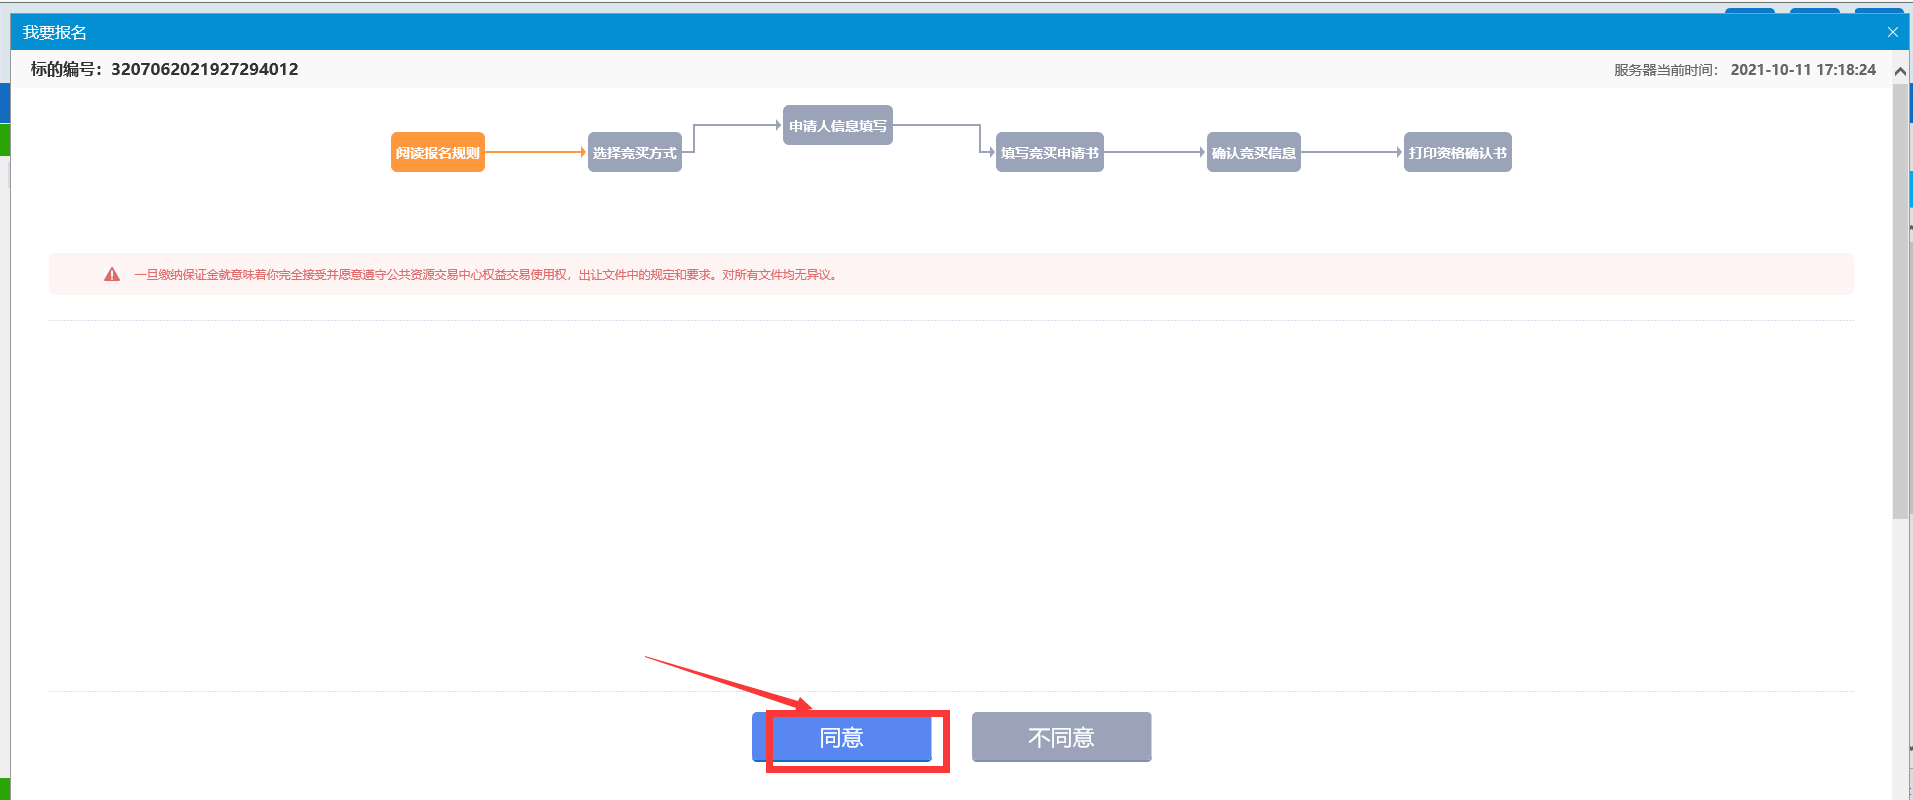 我要报名
标的编号：3207062021927294012
服务器当前时间： 2021-10-11 17:18:24
阅读报名规则
选择竞买方式
申请人信息填写
填写竞买申请书
确认竞买信息
打印资格确认书
一旦缴纳保证金就意味着你完全接受并愿意遵守公共资源交易中心权益交易使用权，出让文件中的规定和要求。对所有文件均无异议。
同意
不同意